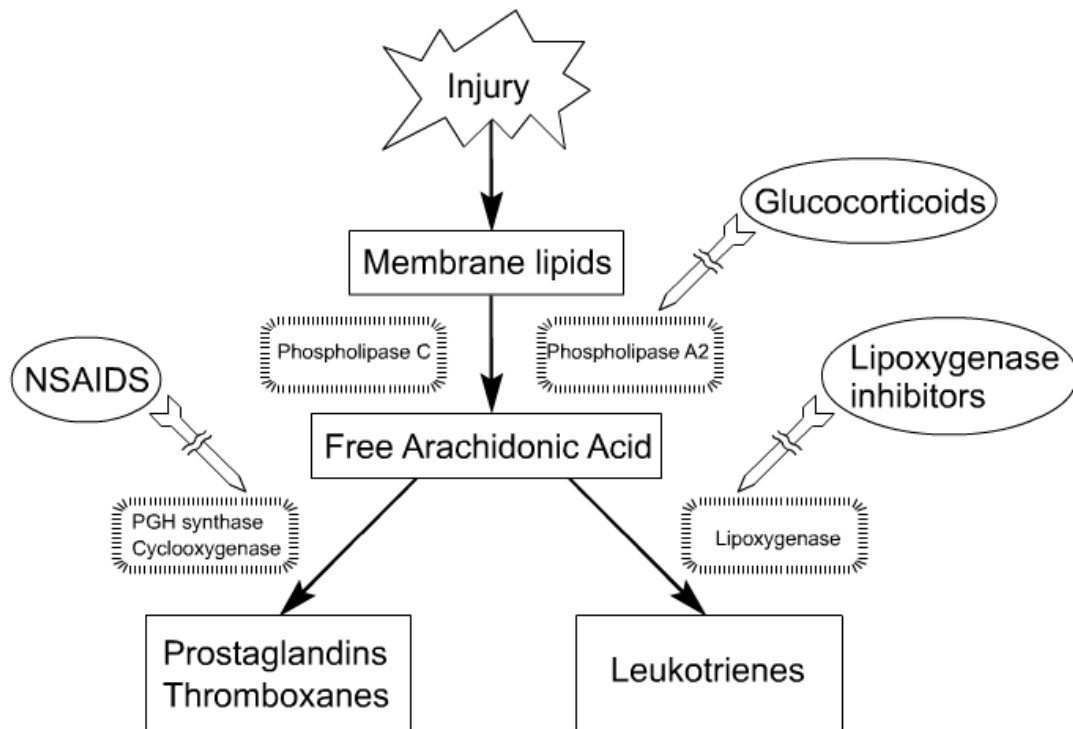 Injury
Glucocorticoids
Membrane lipids
Phospholipase C
Phospholipase A2
NSAIDS
Lipoxygenase
inhibitors
Free Arachidonic Acid
PGH synthase
Cyclooxygenase
Lipoxygenase
Prostaglandins
Thromboxanes
Leukotrienes